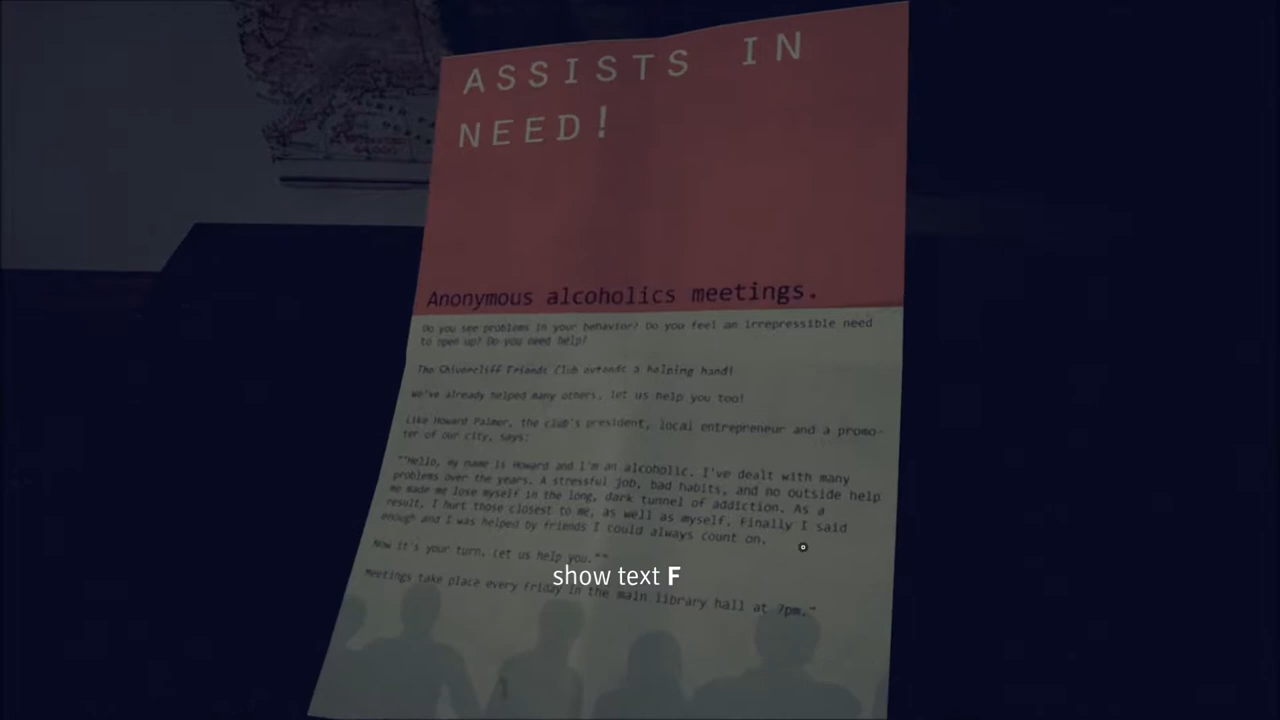 ASSISTS IN
NEED!
Anonymous alcoholics meetings.
Do you see problems in your behavior? Do you feel an irrepressible need
to open up? Do you need help?
The Shivercliff Friends Club extends a helping hand!
We've already helped many others, let us help you too!
Like Howard Palmer, the club's president, local entrepreneur and a promo-
ter of our city, says:
""Hello, my name is Howard and I'm an alcoholic. I've dealt with many
problems over the years. A stressful job, bad habits, and no outside help
me made me lose myself in the long, dark tunnel of addiction. As a
result, I hurt those closest to me, as well as myself. Finally I said
enough and I was helped by friends I could always count on.
Now it's your turn. Let us help you.""
show text F
Meetings take place every Friday in the main library hall at 7pm."